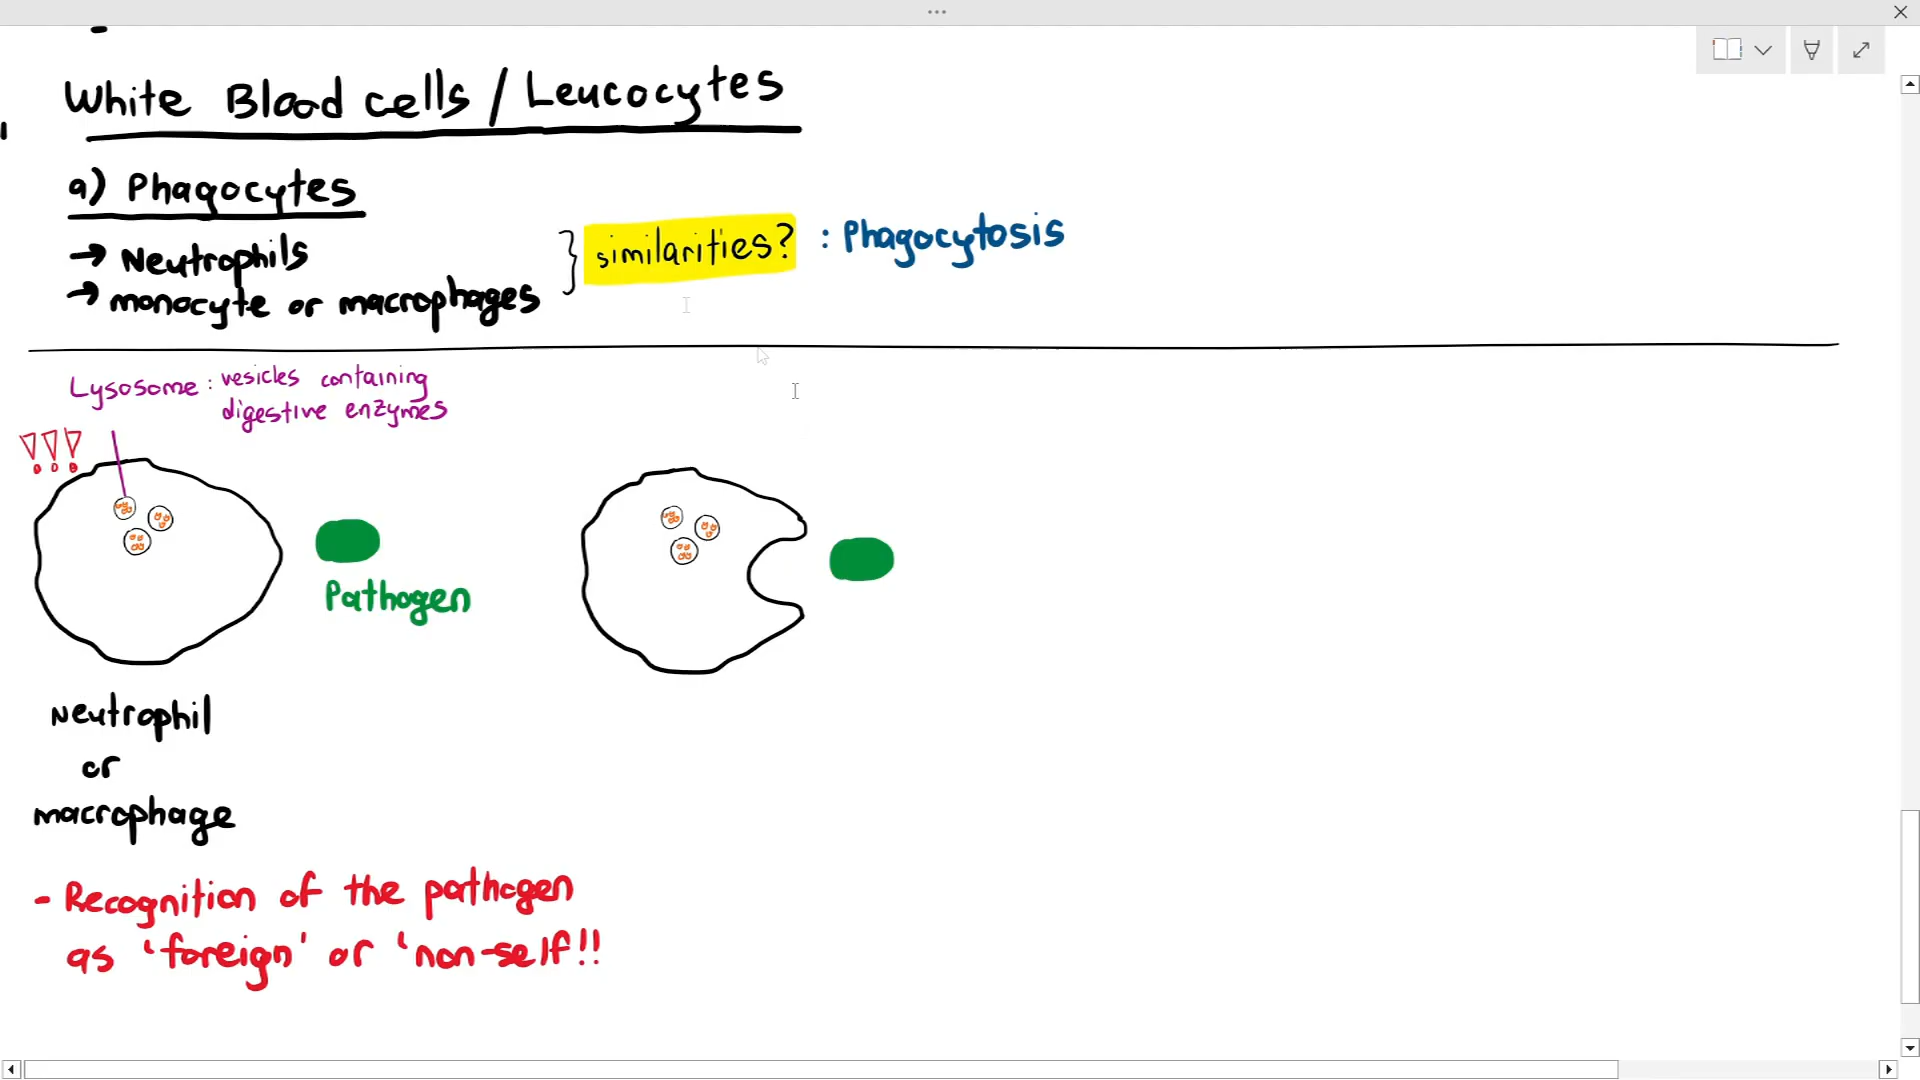 White Blood cells / Leucocytes
a) Phagocytes
→ Neutrophils
→ monocyte or macrophages
similarities? : Phagocytosis
Lysosome : vesicles containing
digestive enzymes
!!!
Pathogen
Neutrophil
or
macrophage
- Recognition of the pathogen
as 'foreign' or 'non-self!!